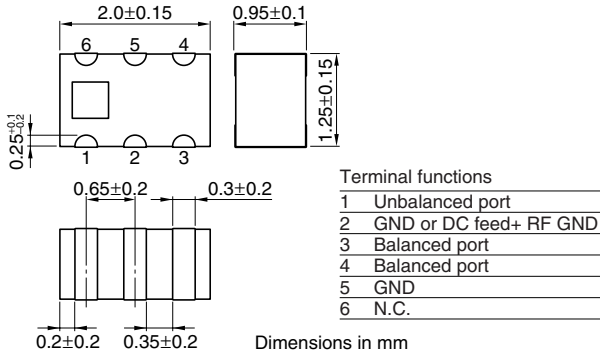 2.0±0.15
0.95±0.1
6 5 4
1.25±0.15
0.25+0.1 -0.2
1 2 3
0.65±0.2
0.3±0.2
0.2±0.2
0.35±0.2
Dimensions in mm
Terminal functions
1 Unbalanced port
2 GND or DC feed+ RF GND
3 Balanced port
4 Balanced port
5 GND
6 N.C.